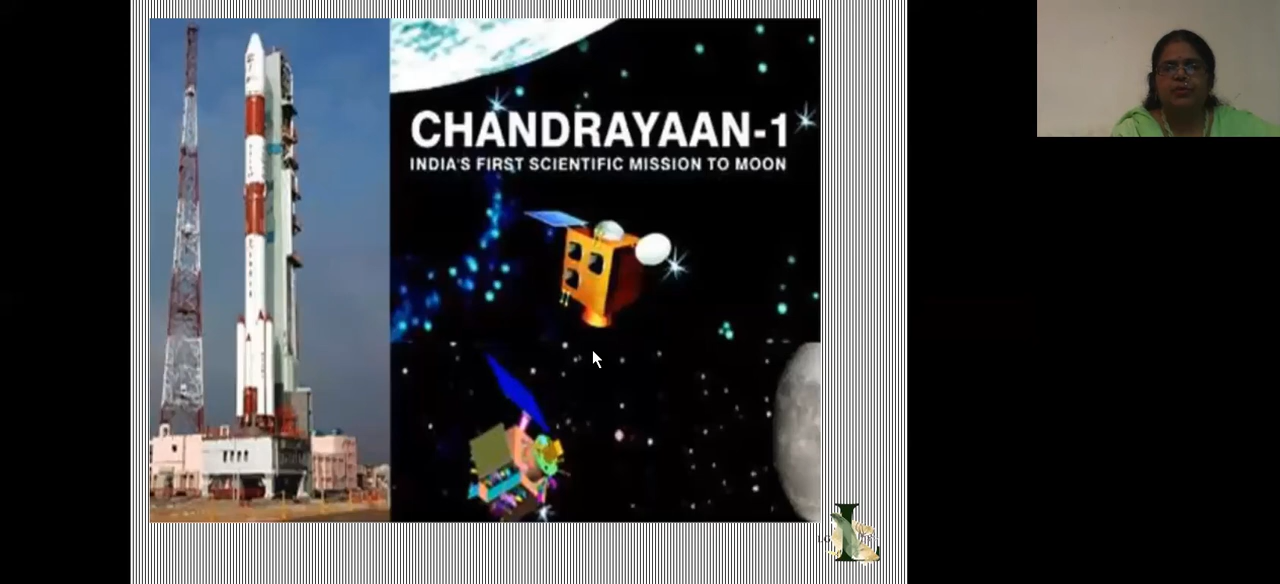 CHANDRAYAAN-1
INDIA'S FIRST SCIENTIFIC MISSION TO MOON